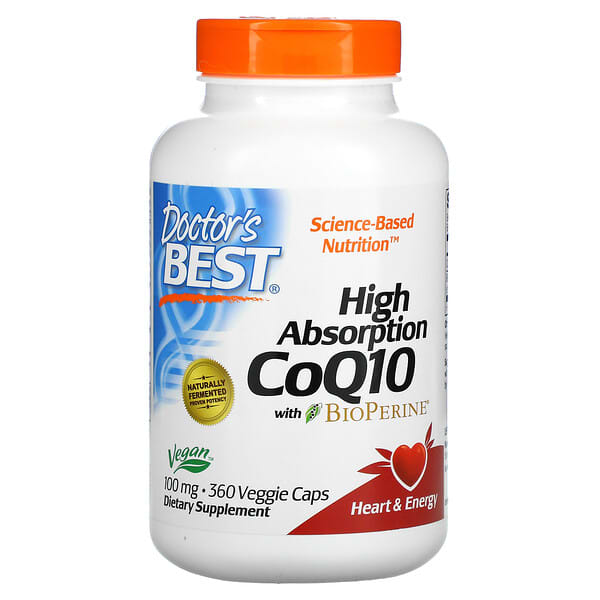 Doctor's
BEST®
Science-Based
Nutrition™
High
Absorption
CoQ10
with BIOPERINE®
NATURALLY
FERMENTED
PROVEN POTENCY
Vegan
100 mg • 360 Veggie Caps
Dietary Supplement
Heart & Energy